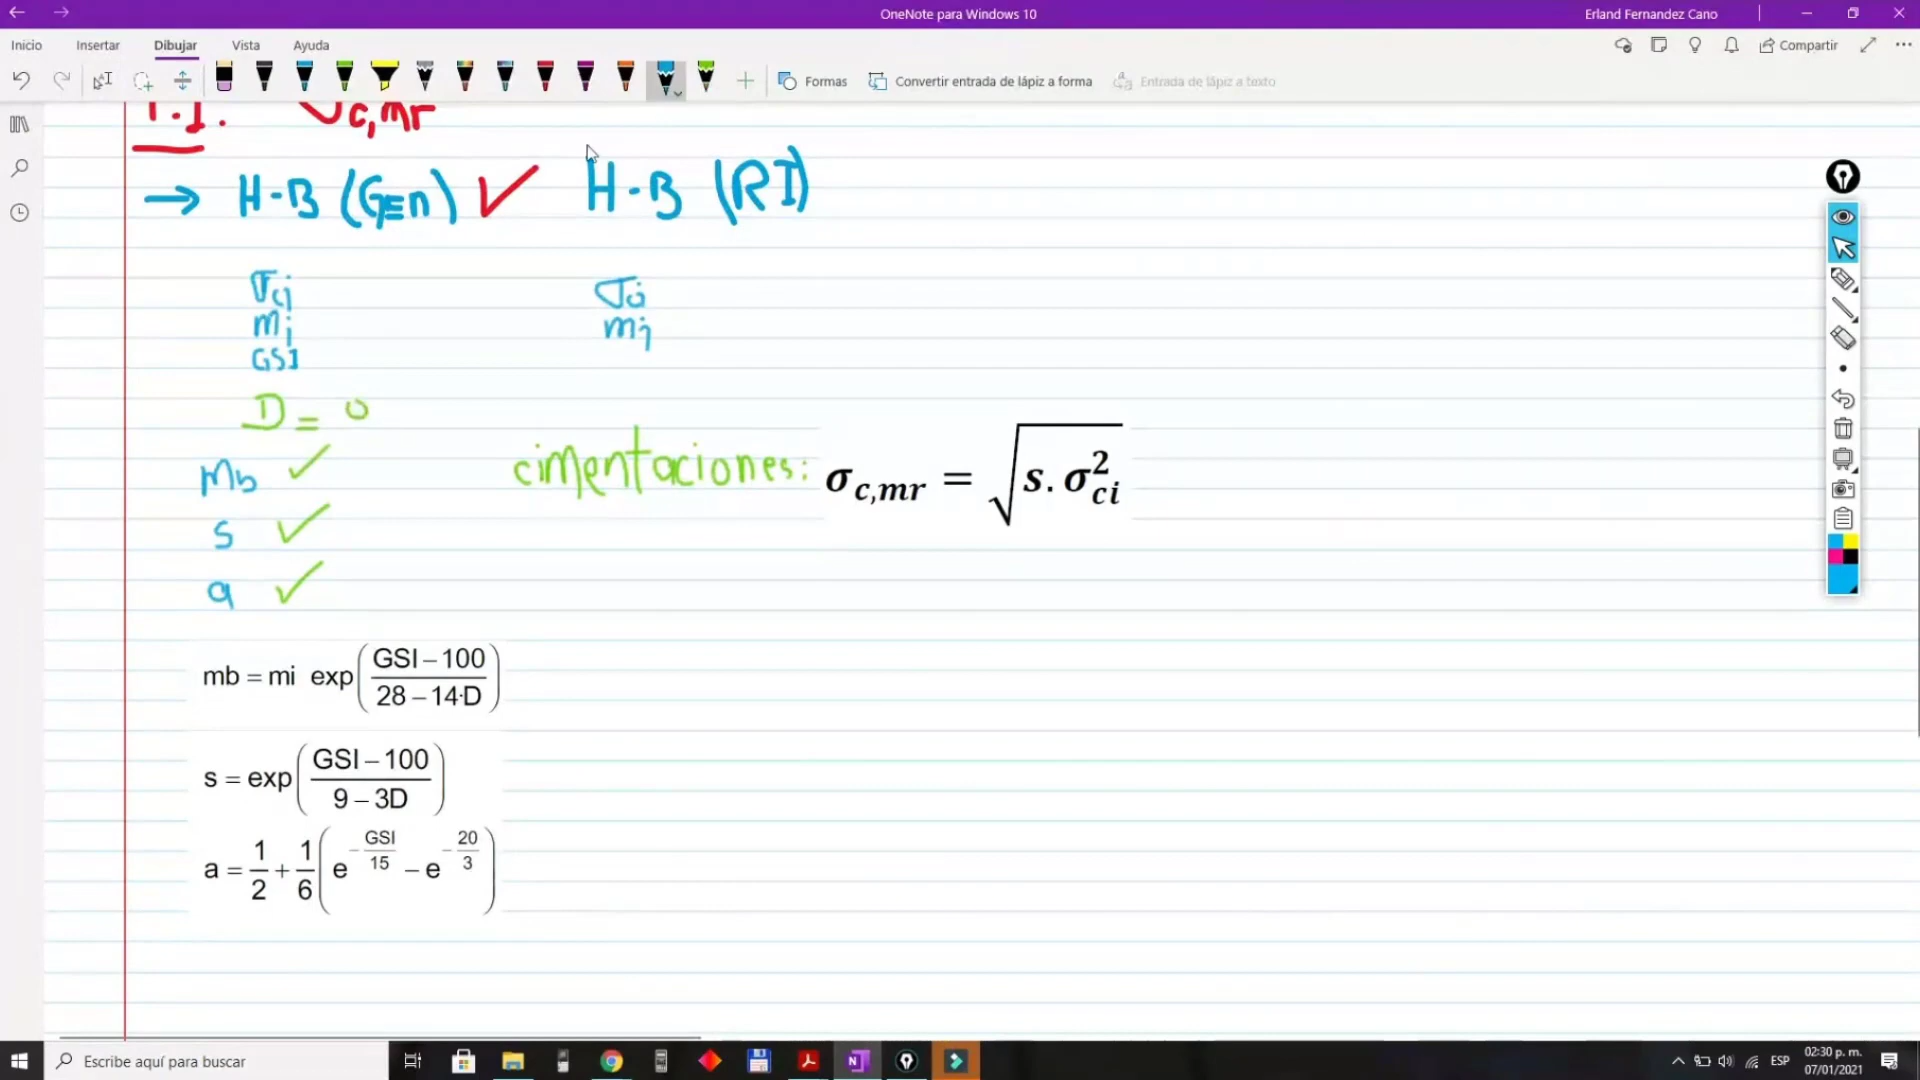 OneNote para Windows 10
Erland Fernandez Cano
Inicio Insertar Dibujar Vista Ayuda
Compartir
Formas Convertir entrada de lápiz a forma Entrada de lápiz a texto
1.1. σc,mr
→ H-B (GEn) ✓ H-B (RI)
σci σci
mi mi
GSI
D = 0
mb ✓
cimentaciones: σc,mr = √s.σci²
s ✓
a ✓
mb = mi exp((GSI – 100)/(28 – 14·D))
s = exp((GSI – 100)/(9 – 3D))
a = 1/2 + 1/6 (e^(-GSI/15) – e^(-20/3))
Escribe aquí para buscar
ESP
02:30 p. m.
07/01/2021